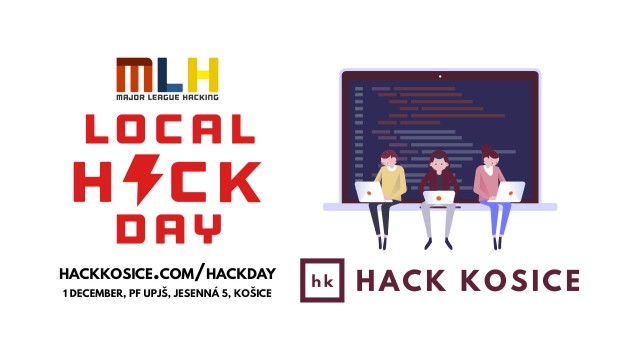 MLH
MAJOR LEAGUE HACKING
LOCAL
HACK
DAY
HACKKOSICE.COM/HACKDAY
1 DECEMBER, PF UPJŠ, JESENNÁ 5, KOŠICE
hk
HACK KOSICE